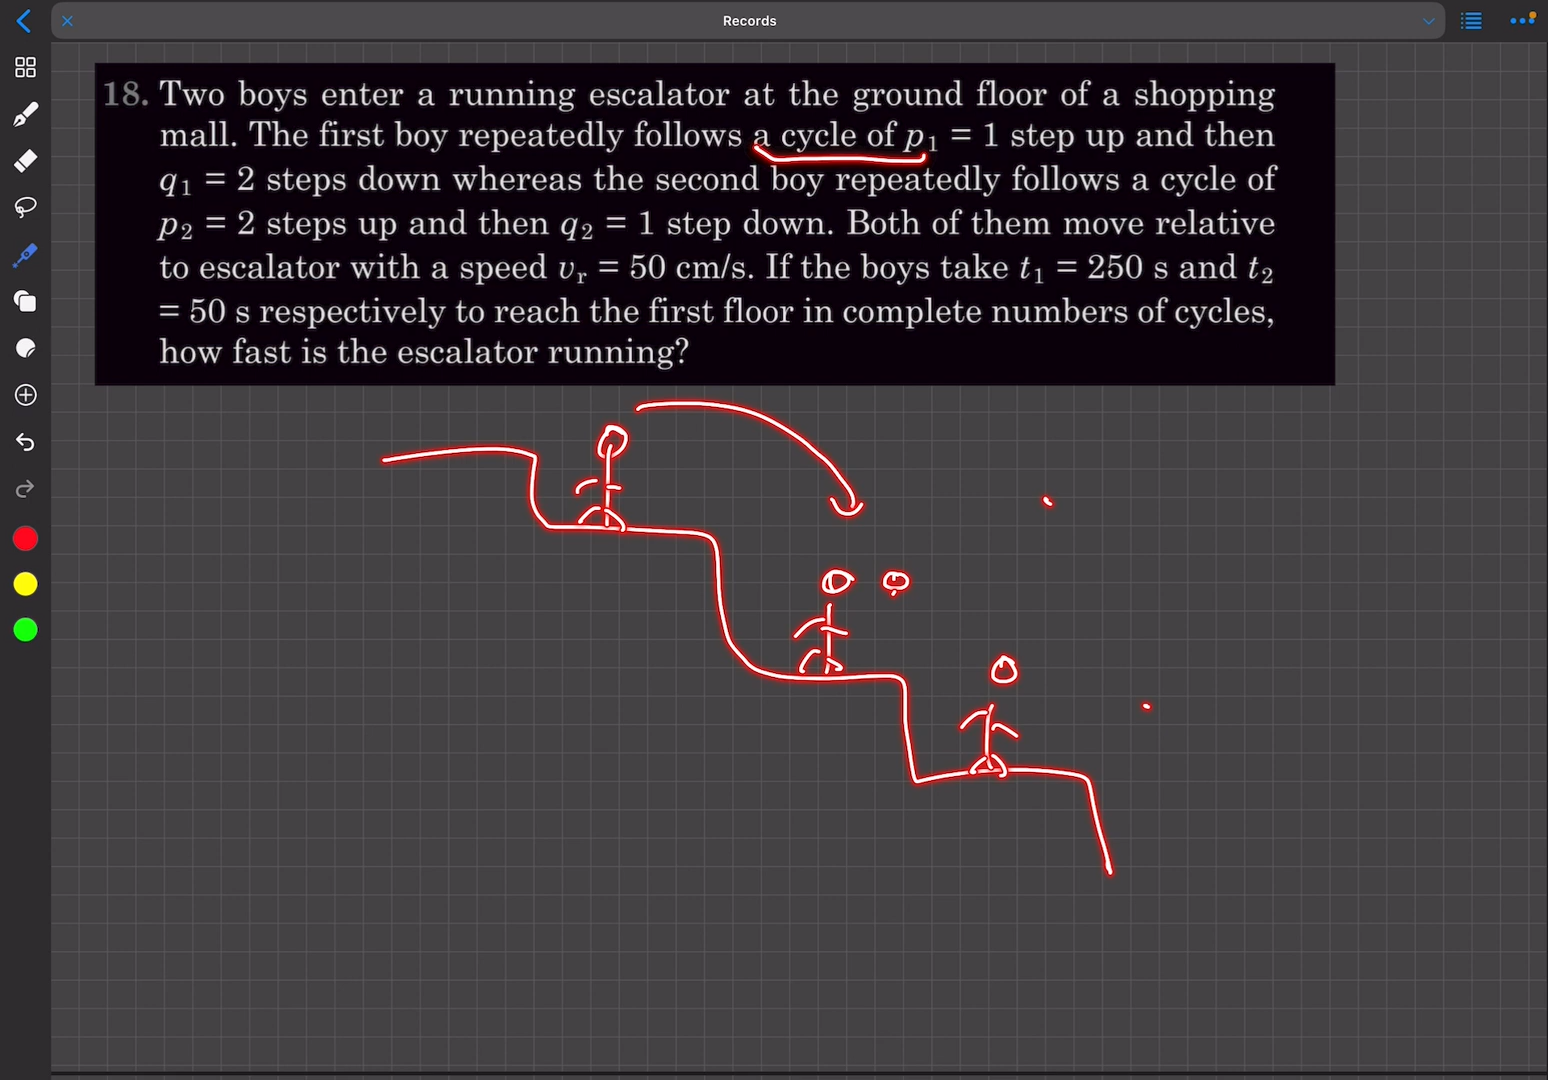 Records
18. Two boys enter a running escalator at the ground floor of a shopping
mall. The first boy repeatedly follows a cycle of p₁ = 1 step up and then
q₁ = 2 steps down whereas the second boy repeatedly follows a cycle of
p₂ = 2 steps up and then q₂ = 1 step down. Both of them move relative
to escalator with a speed vᵣ = 50 cm/s. If the boys take t₁ = 250 s and t₂
= 50 s respectively to reach the first floor in complete numbers of cycles,
how fast is the escalator running?